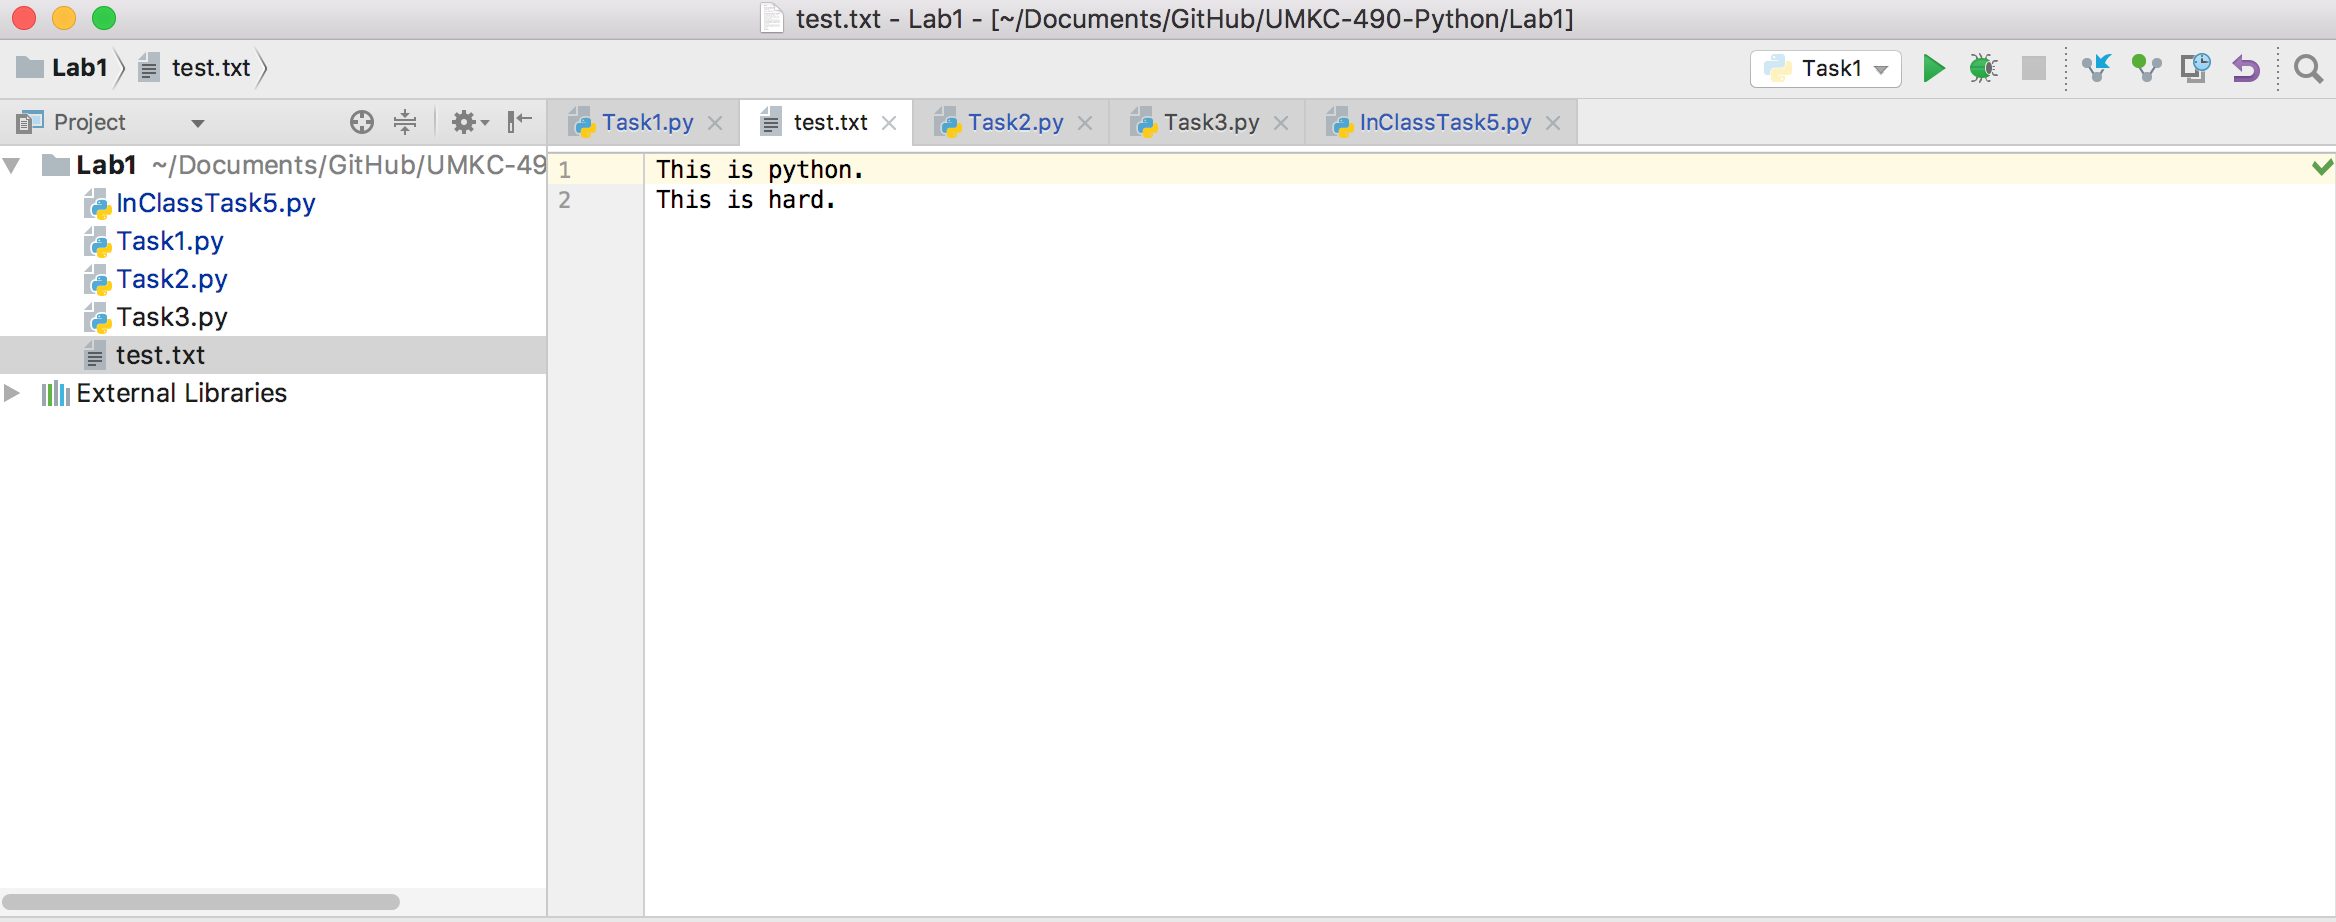 test.txt - Lab1 - [~/Documents/GitHub/UMKC-490-Python/Lab1]
Lab1 test.txt Task1
Project Task1.py test.txt Task2.py Task3.py InClassTask5.py
Lab1 ~/Documents/GitHub/UMKC-49
InClassTask5.py
Task1.py
Task2.py
Task3.py
test.txt
External Libraries
1 This is python.
2 This is hard.